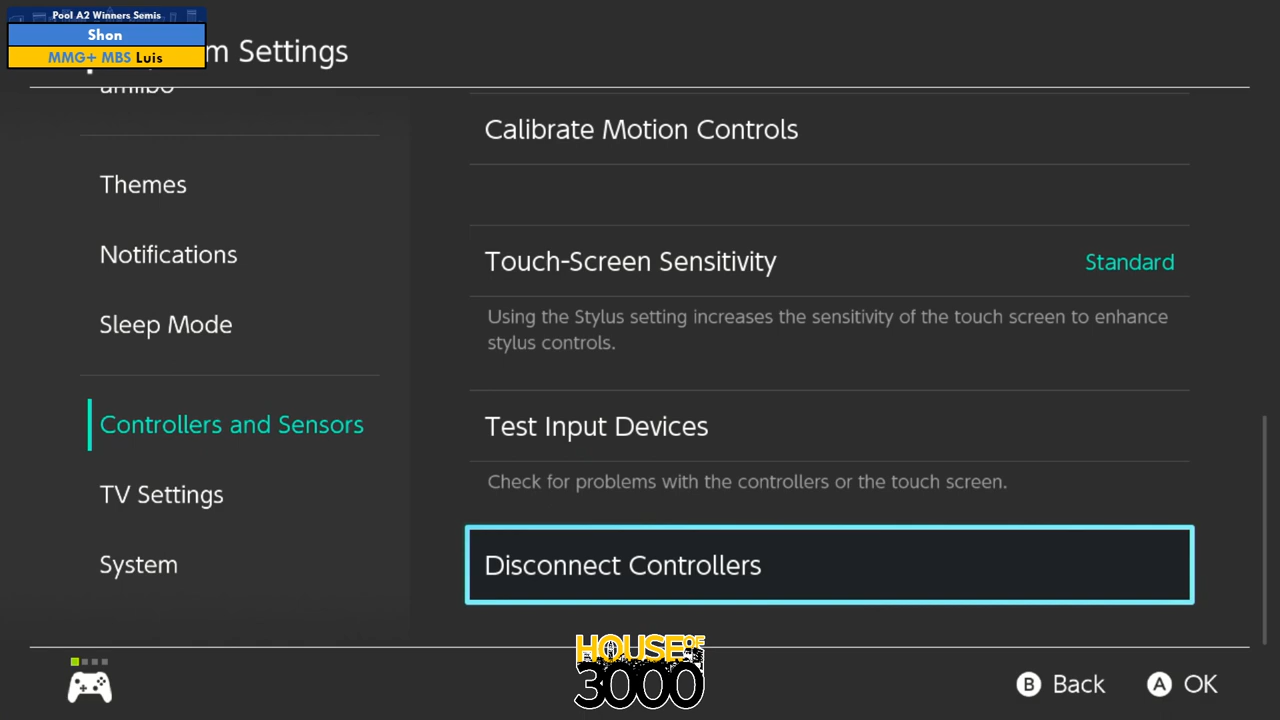 Pool A2 Winners Semis
Shon
MMG+ MBS Luis
m Settings
amiibo
Themes
Notifications
Sleep Mode
Controllers and Sensors
TV Settings
System
Calibrate Motion Controls
Touch-Screen Sensitivity Standard
Using the Stylus setting increases the sensitivity of the touch screen to enhance
stylus controls.
Test Input Devices
Check for problems with the controllers or the touch screen.
Disconnect Controllers
HOUSE OF
3000
B Back A OK